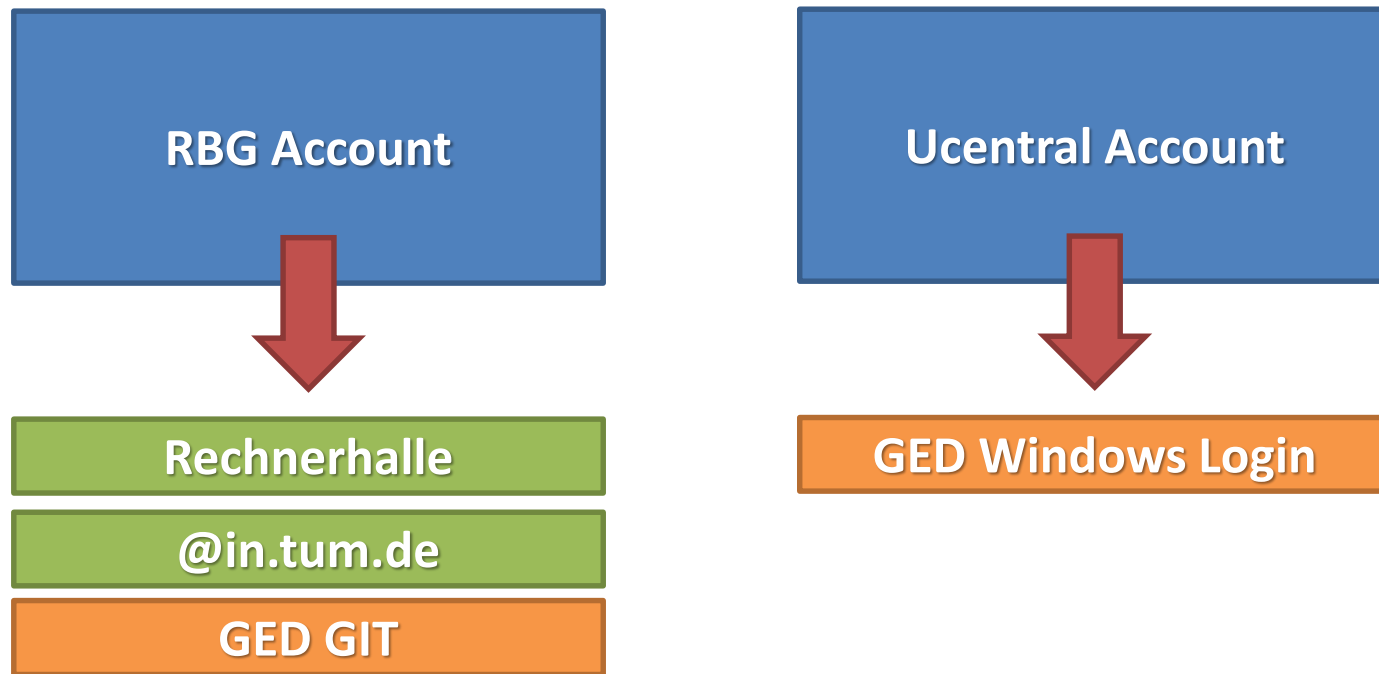 RBG Account
Ucentral Account
Rechnerhalle
GED Windows Login
@in.tum.de
GED GIT